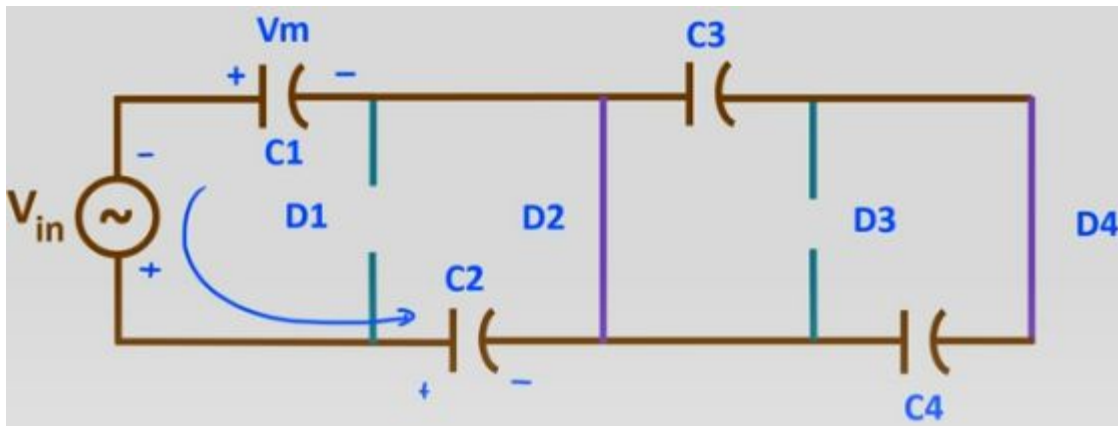 Vm
C3
+
−
C1
−
Vin
~
D1
D2
D3
D4
+
C2
+
−
C4